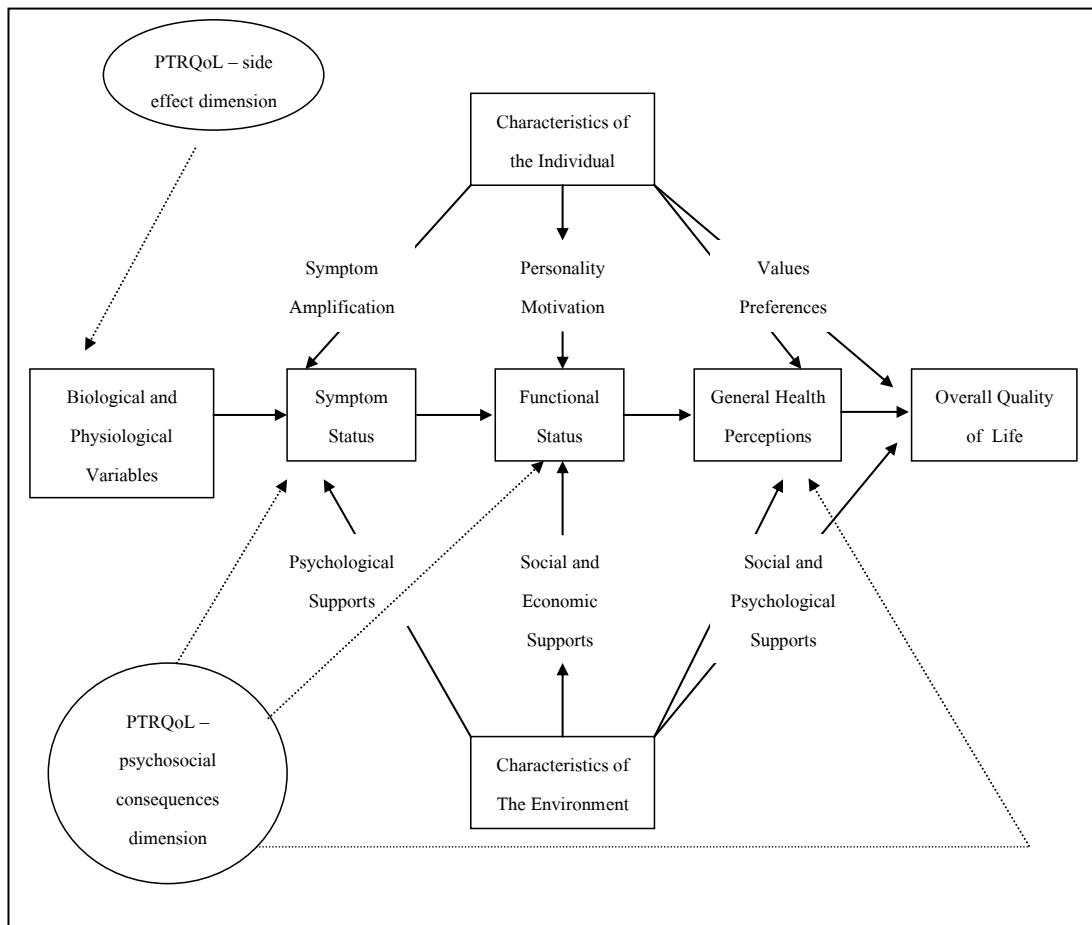 PTRQoL – side
effect dimension
Characteristics of
the Individual
Symptom
Amplification
Personality
Motivation
Values
Preferences
Biological and
Physiological
Variables
Symptom
Status
Functional
Status
General Health
Perceptions
Overall Quality
of Life
Psychological
Supports
Social and
Economic
Supports
Social and
Psychological
Supports
PTRQoL –
psychosocial
consequences
dimension
Characteristics of
The Environment